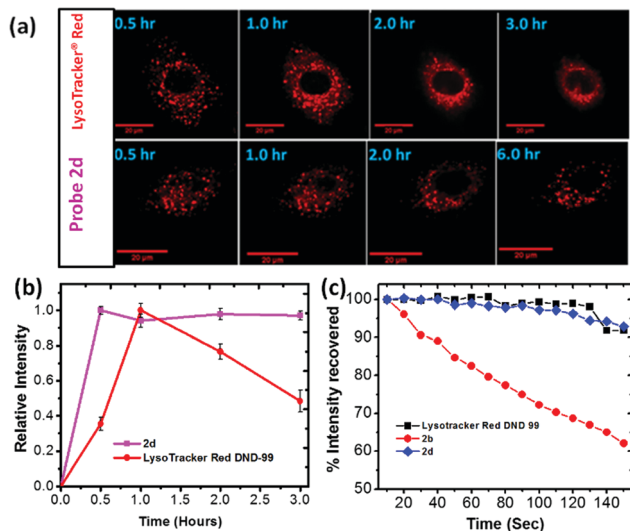 (a)
LysoTracker® Red
0.5 hr
1.0 hr
2.0 hr
3.0 hr
20 μm
20 μm
20 μm
20 μm
Probe 2d
0.5 hr
1.0 hr
2.0 hr
6.0 hr
20 μm
20 μm
20 μm
20 μm
(b)
Relative Intensity
1.0
0.8
0.6
0.4
0.2
0.0
2d
LysoTracker Red DND-99
0.0 0.5 1.0 1.5 2.0 2.5 3.0
Time (Hours)
(c)
% Intensity recovered
100
90
80
70
60
50
Lysotracker Red DND 99
2b
2d
20 40 60 80 100 120 140
Time (Sec)